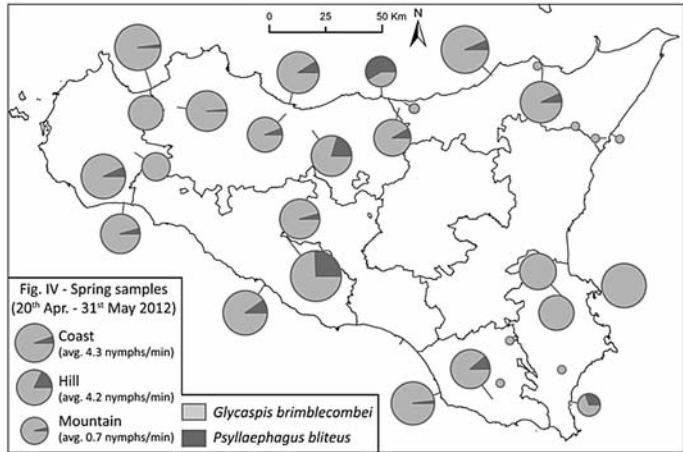 0 25 50 Km
N
Fig. IV - Spring samples
(20th Apr. - 31st May 2012)
Coast
(avg. 4.3 nymphs/min)
Hill
(avg. 4.2 nymphs/min)
Mountain
(avg. 0.7 nymphs/min)
Glycaspis brimblecombei
Psyllaephagus bliteus